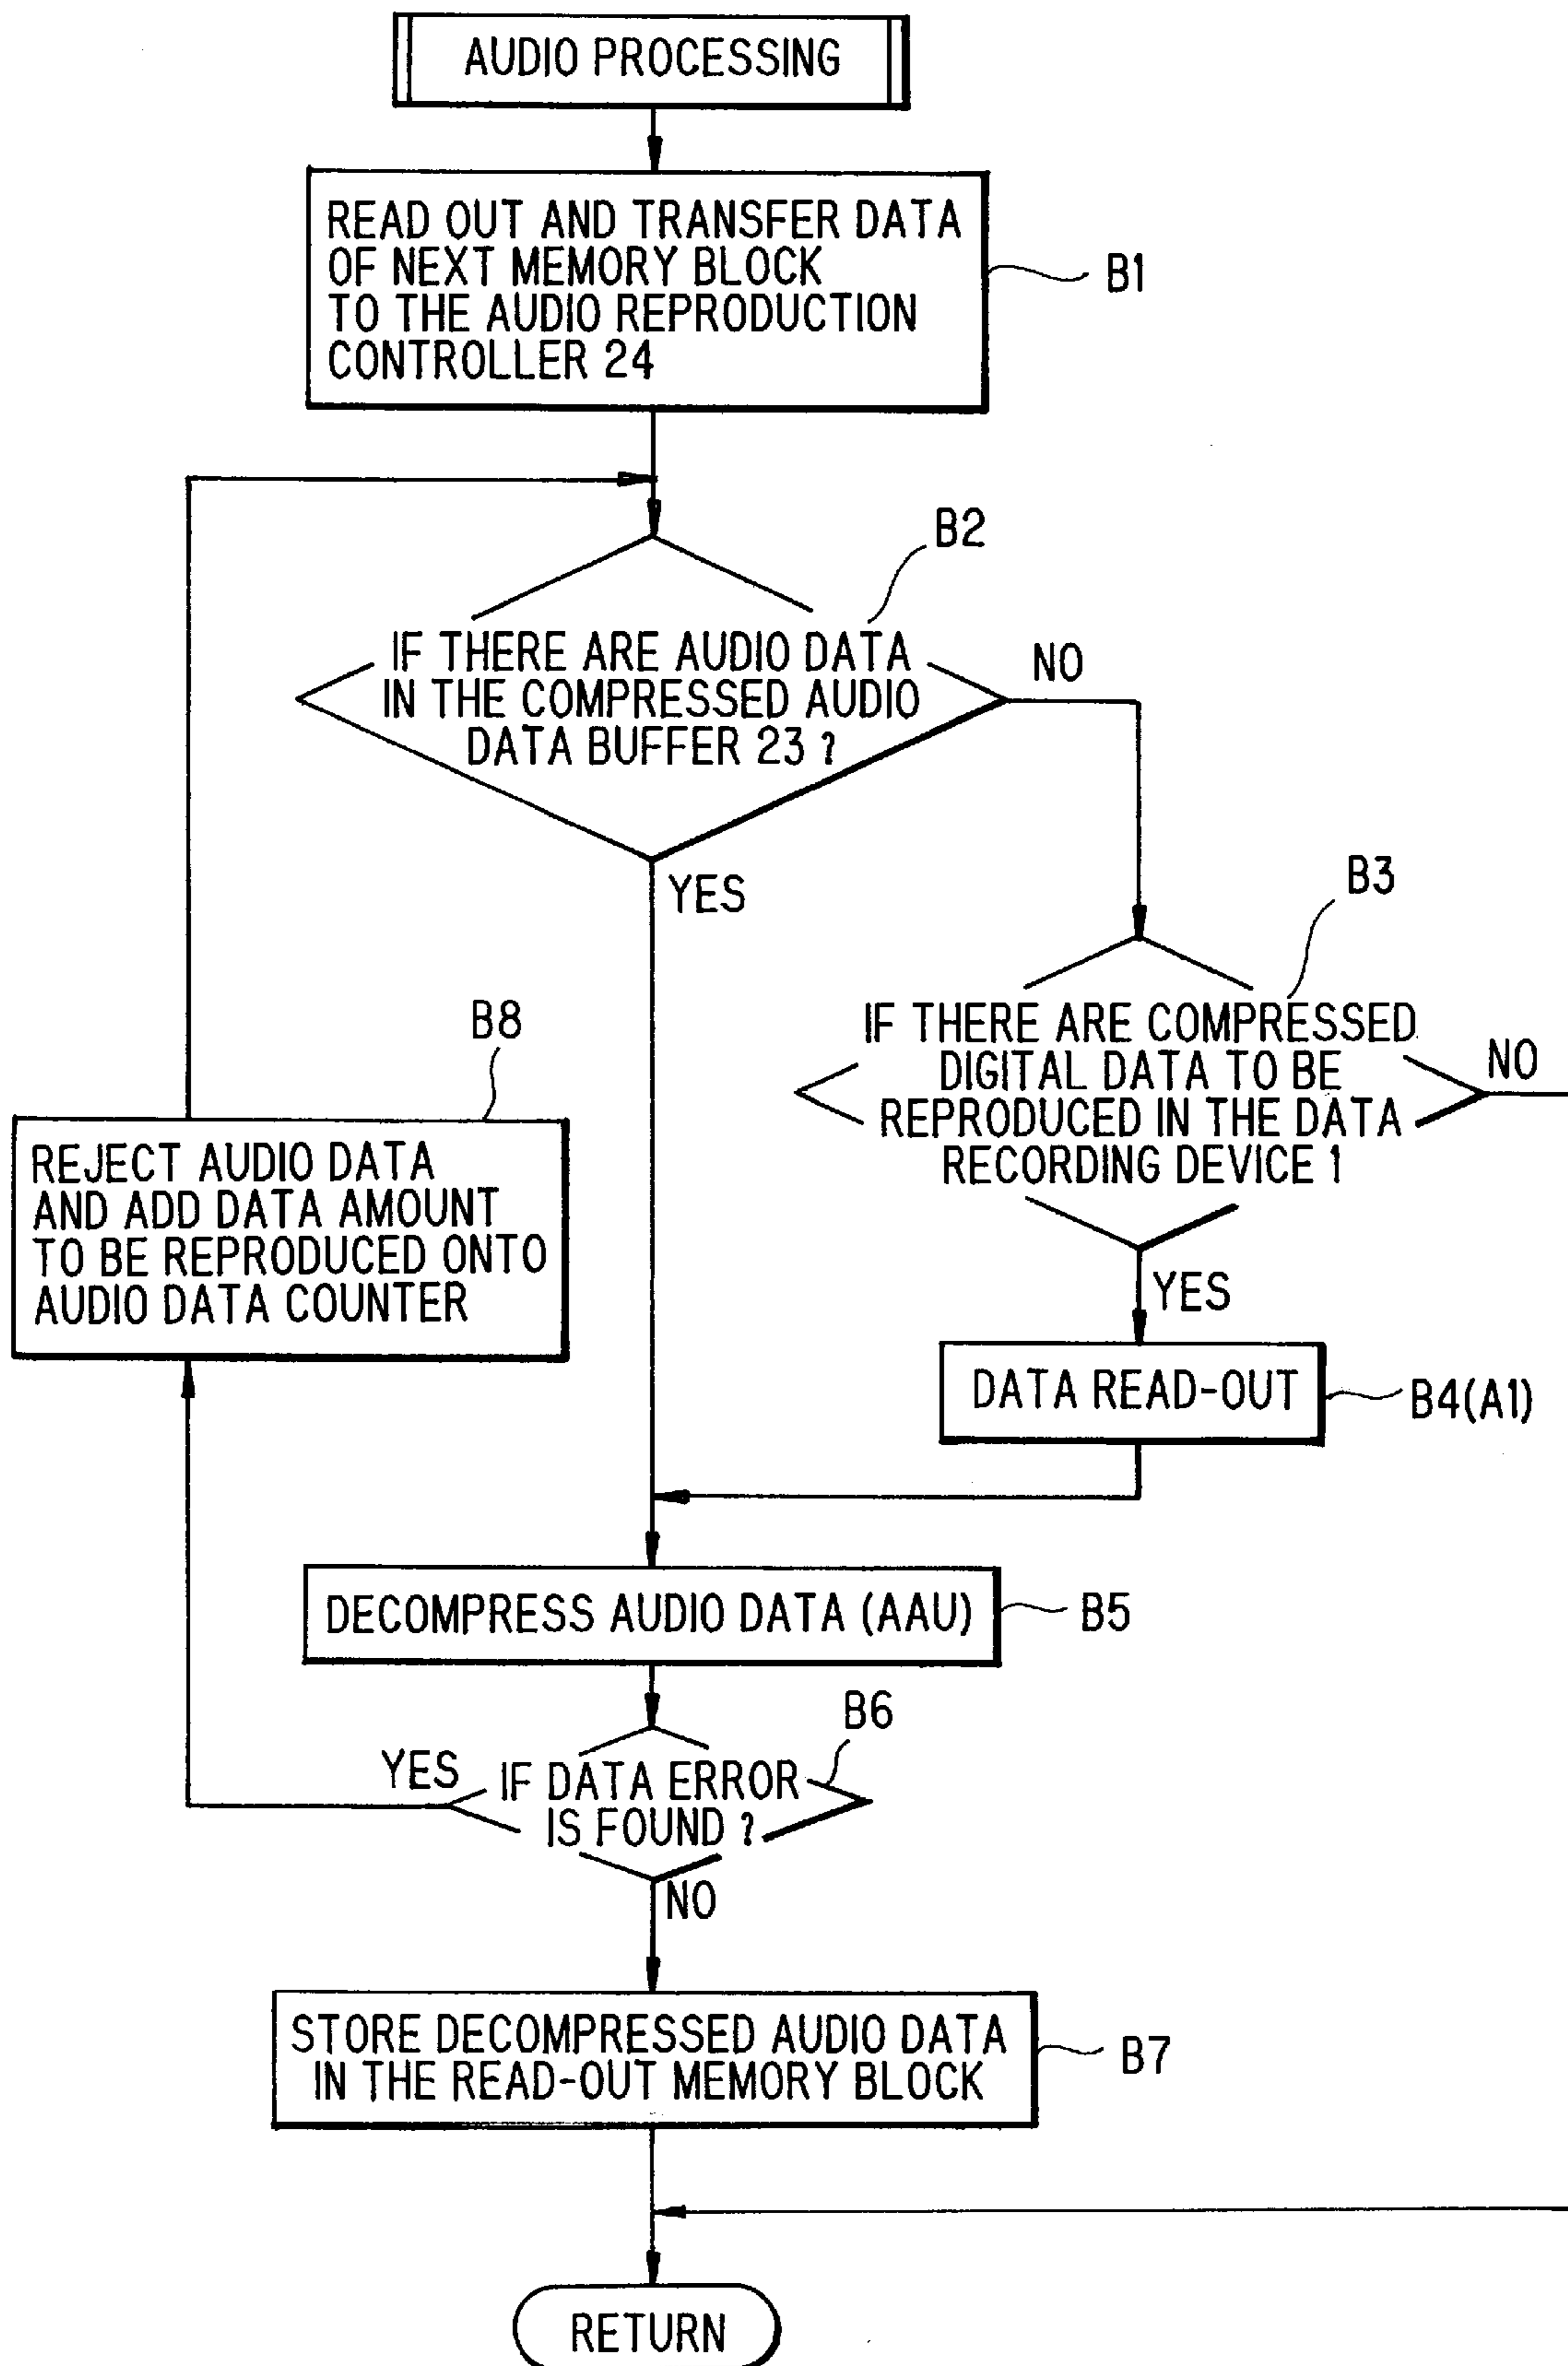 AUDIO PROCESSING
READ OUT AND TRANSFER DATA
OF NEXT MEMORY BLOCK
TO THE AUDIO REPRODUCTION
CONTROLLER 24
B1
B2
IF THERE ARE AUDIO DATA
IN THE COMPRESSED AUDIO
DATA BUFFER 23 ?
NO
YES
B3
IF THERE ARE COMPRESSED
DIGITAL DATA TO BE
REPRODUCED IN THE DATA
RECORDING DEVICE 1
NO
YES
B8
REJECT AUDIO DATA
AND ADD DATA AMOUNT
TO BE REPRODUCED ONTO
AUDIO DATA COUNTER
DATA READ-OUT
B4(A1)
DECOMPRESS AUDIO DATA (AAU)
B5
B6
YES
IF DATA ERROR
IS FOUND ?
NO
STORE DECOMPRESSED AUDIO DATA
IN THE READ-OUT MEMORY BLOCK
B7
RETURN